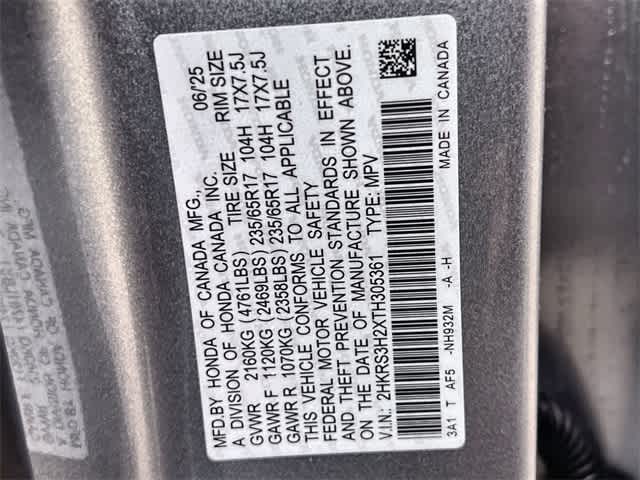 MFD.BY HONDA OF CANADA MFG., 06/'25
A DIVISION OF HONDA CANADA INC.
TIRE SIZE RIM SIZE
GVWR 2160KG (4761LBS)
GAWR F 1120KG (2469LBS) 235/65R17 104H 17X7.5J
GAWR R 1070KG (2358LBS) 235/65R17 104H 17X7.5J
THIS VEHICLE CONFORMS TO ALL APPLICABLE
FEDERAL MOTOR VEHICLE SAFETY
AND THEFT PREVENTION STANDARDS IN EFFECT
ON THE DATE OF MANUFACTURE SHOWN ABOVE.
V.I.N.: 2HKRS3H2XTH305361 TYPE: MPV
3A1 T AF5 -NH932M -A -H MADE IN CANADA